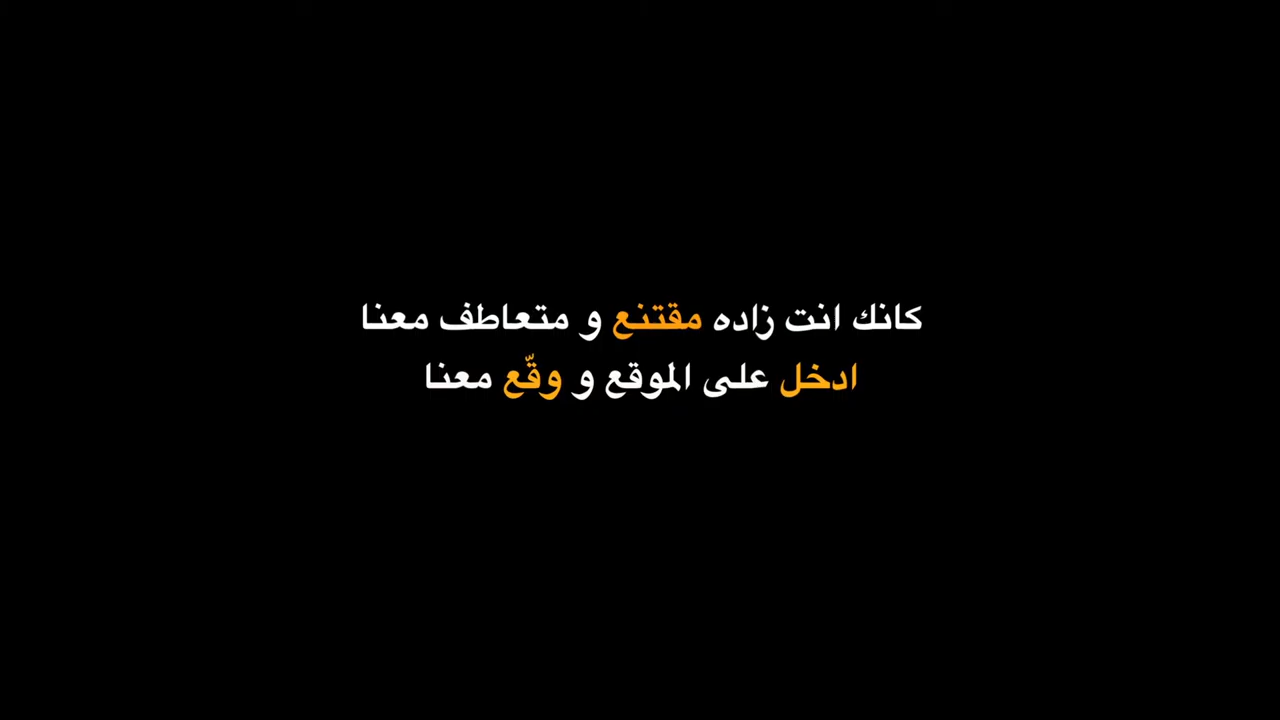 كانك انت زاده مقتنع و متعاطف معنا
ادخل على الموقع و وقّع معنا